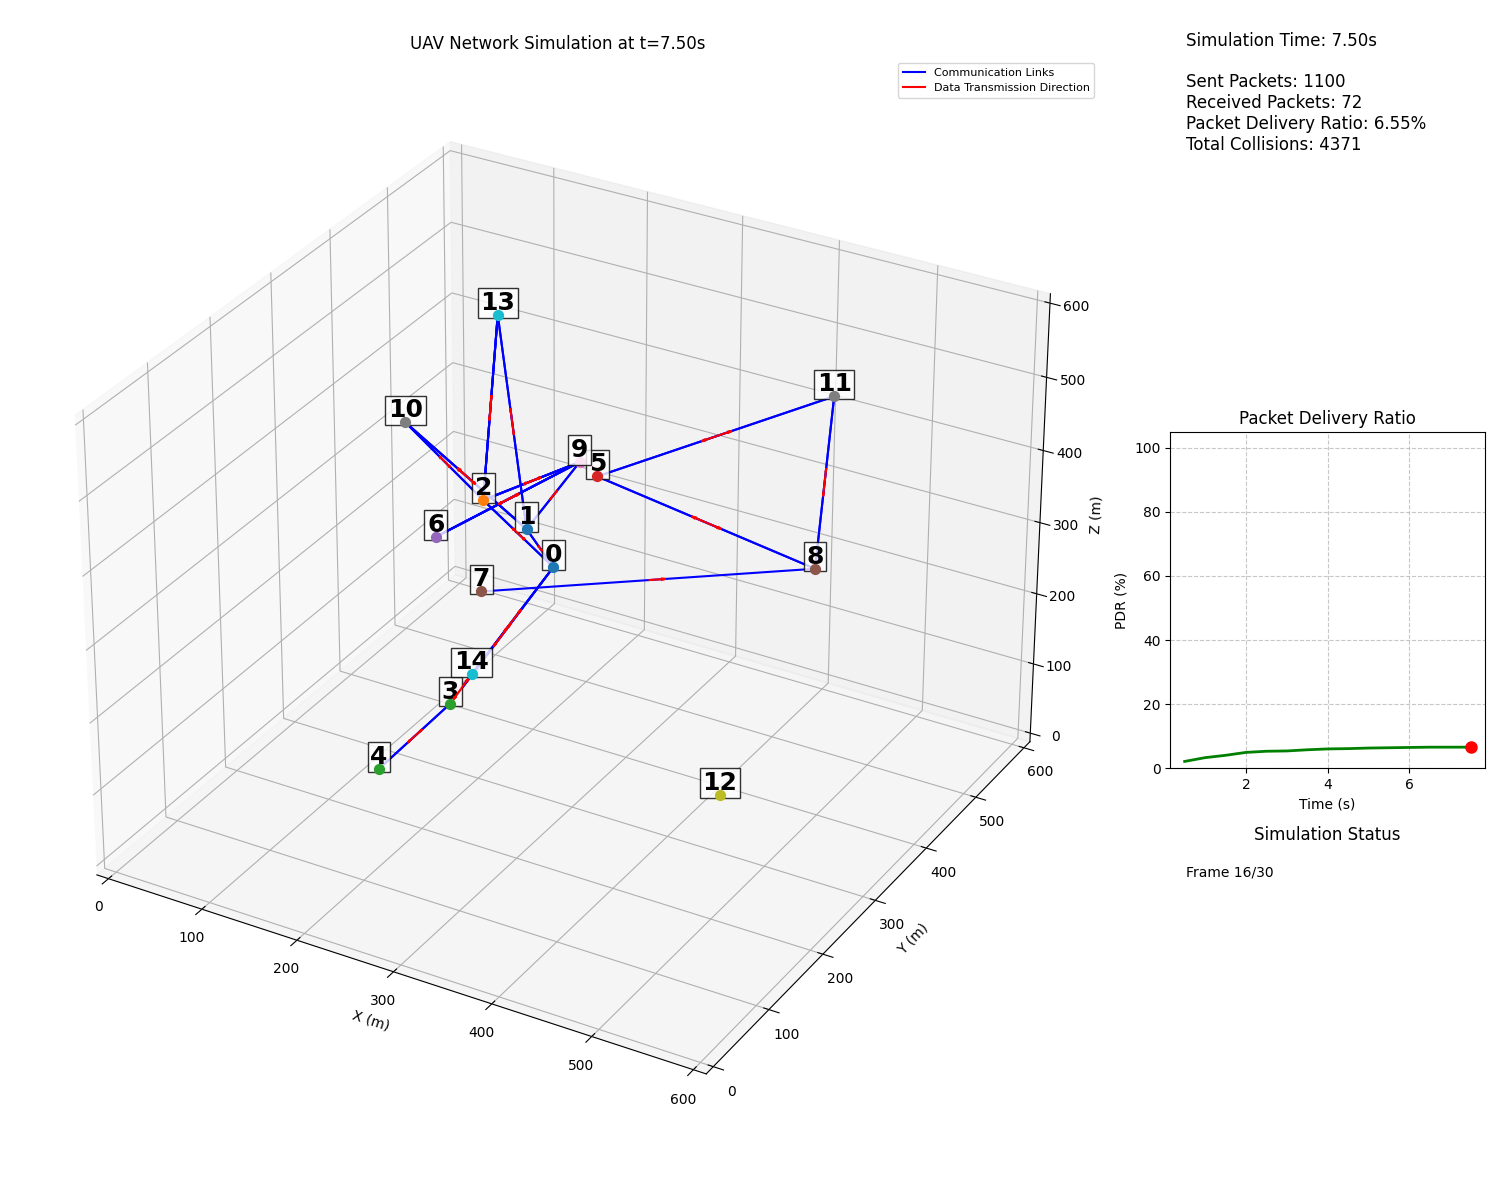 UAV Network Simulation at t=7.50s
Communication Links
Data Transmission Direction
Simulation Time: 7.50s
Sent Packets: 1100
Received Packets: 72
Packet Delivery Ratio: 6.55%
Total Collisions: 4371
13
11
10
9
5
2
1
6
0
8
7
14
3
4
12
600
500
400
300
200
100
0
Z (m)
0
100
200
300
400
500
600
X (m)
0
100
200
300
400
500
600
Y (m)
Packet Delivery Ratio
100
80
60
40
20
0
PDR (%)
2
4
6
Time (s)
Simulation Status
Frame 16/30